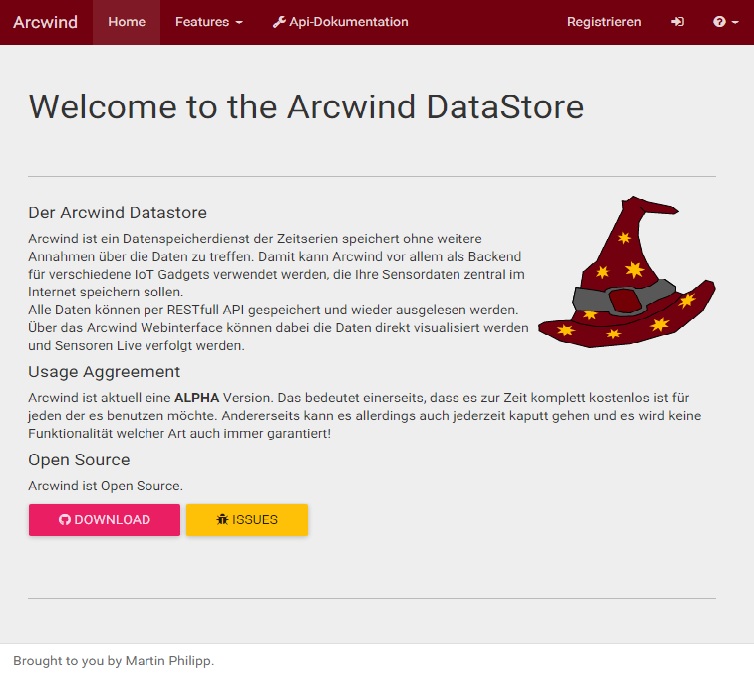 Arcwind Home Features Api-Dokumentation Registrieren
Welcome to the Arcwind DataStore
Der Arcwind Datastore
Arcwind ist ein Datenspeicherdienst der Zeitserien speichert ohne weitere
Annahmen über die Daten zu treffen. Damit kann Arcwind vor allem als Backend
für verschiedene IoT Gadgets verwendet werden, die Ihre Sensordaten zentral im
Internet speichern sollen.
Alle Daten können per RESTfull API gespeichert und wieder ausgelesen werden.
Über das Arcwind Webinterface können dabei die Daten direkt visualisiert werden
und Sensoren Live verfolgt werden.
Usage Aggreement
Arcwind ist aktuell eine ALPHA Version. Das bedeutet einerseits, dass es zur Zeit komplett kostenlos ist für
jeden der es benutzen möchte. Andererseits kann es allerdings auch jederzeit kaputt gehen und es wird keine
Funktionalität welcher Art auch immer garantiert!
Open Source
Arcwind ist Open Source.
DOWNLOAD ISSUES
Brought to you by Martin Philipp.